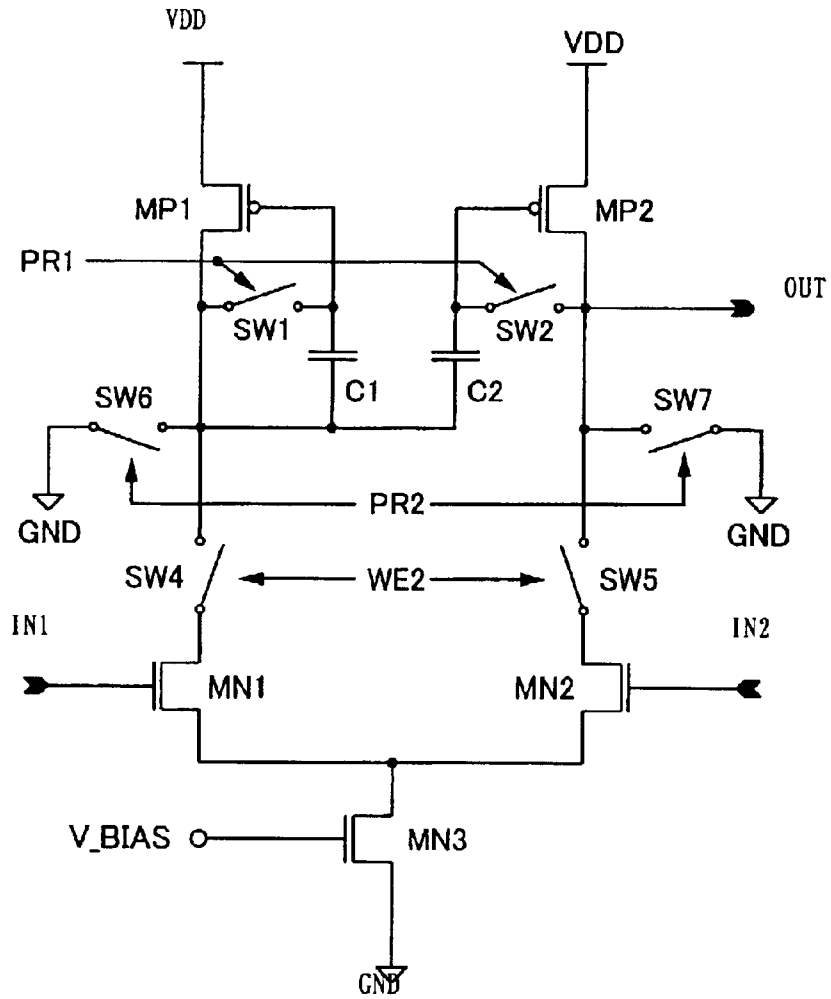 VDD
VDD
MP1
MP2
PR1
OUT
SW1
SW2
C1
C2
SW6
SW7
GND
PR2
GND
SW4
WE2
SW5
IN1
IN2
MN1
MN2
V_BIAS
MN3
GND